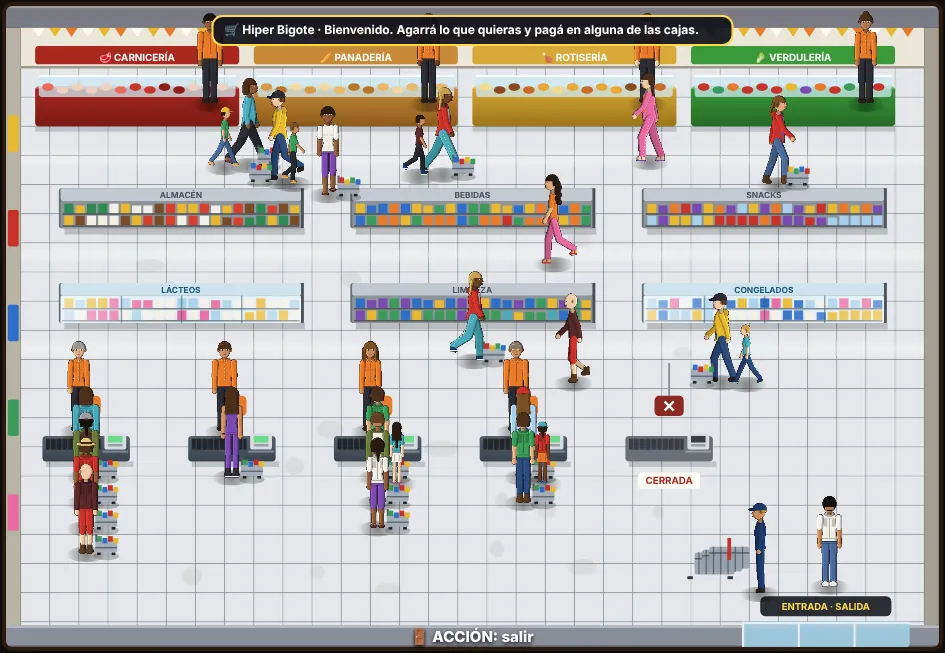 Hiper Bigote · Bienvenido. Agarrá lo que quieras y pagá en alguna de las cajas.
CARNICERÍA
PANADERÍA
ROTISERÍA
VERDULERÍA
ALMACÉN
BEBIDAS
SNACKS
LÁCTEOS
CONGELADOS
CERRADA
ENTRADA · SALIDA
ACCIÓN: salir